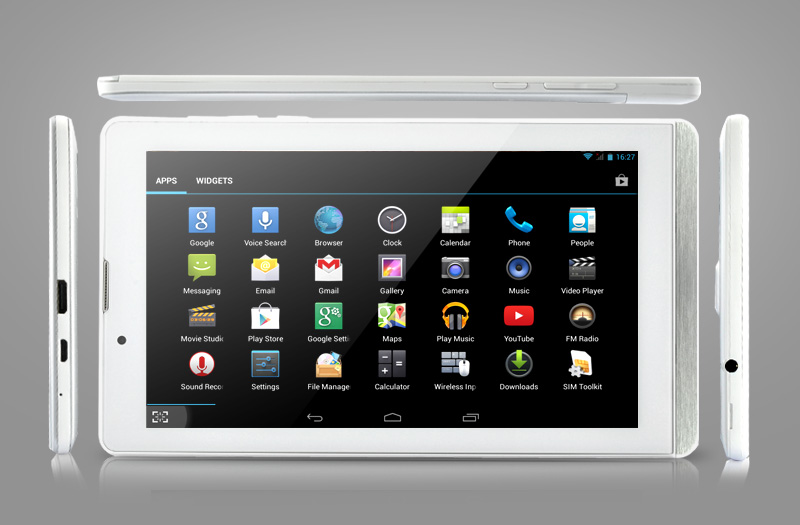 16:27
APPS WIDGETS
Google Voice Search Browser Clock Calendar Phone People
Messaging Email Gmail Gallery Camera Music Video Player
Movie Studio Play Store Google Setti Maps Play Music YouTube FM Radio
Sound Reco Settings File Manage Calculator Wireless Inp Downloads SIM Toolkit